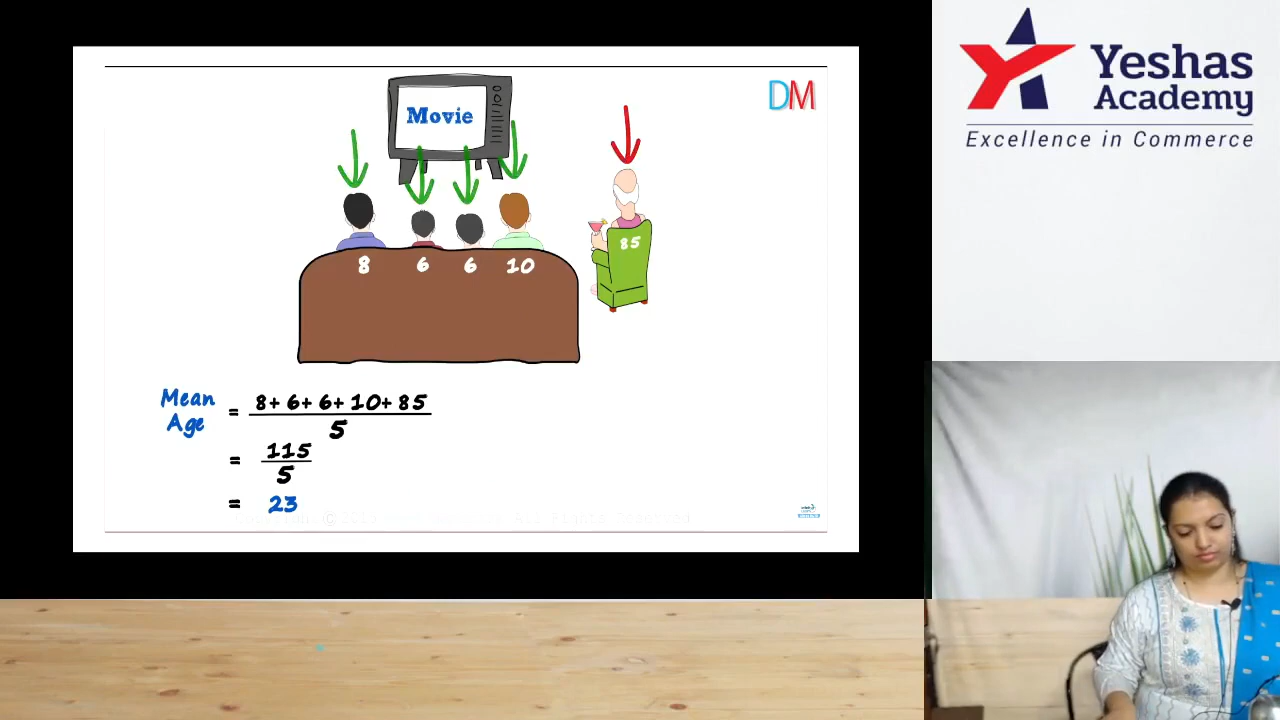 Movie
DM
85
8 6 6 10
Mean Age = 8+ 6+ 6+ 10+ 85
5
= 115
5
= 23
Yeshas
Academy
Excellence in Commerce